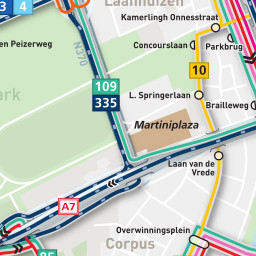 Laanhuizen
3 4
Kamerlingh Onnesstraat
en Peizerweg
Concourslaan
Parkbrug
N370
10
109
335
ark
L. Springerlaan
Brailleweg
Martiniplaza
Laan van de
Vrede
A7
Overwinningsplein
Corpus